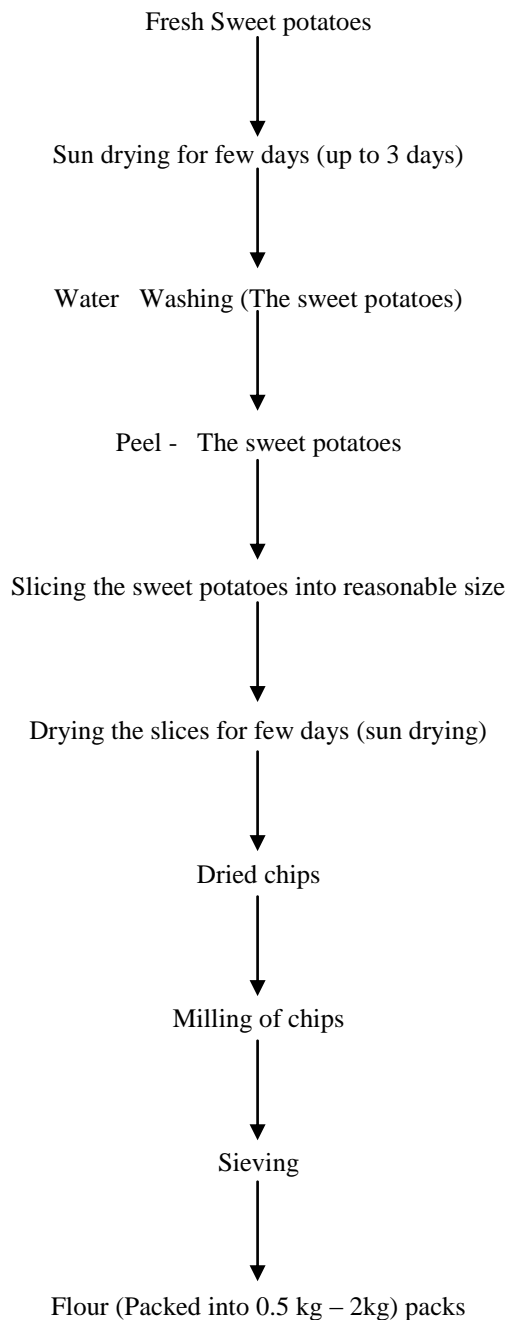 Fresh Sweet potatoes
Sun drying for few days (up to 3 days)
Water Washing (The sweet potatoes)
Peel - The sweet potatoes
Slicing the sweet potatoes into reasonable size
Drying the slices for few days (sun drying)
Dried chips
Milling of chips
Sieving
Flour (Packed into 0.5 kg – 2kg) packs